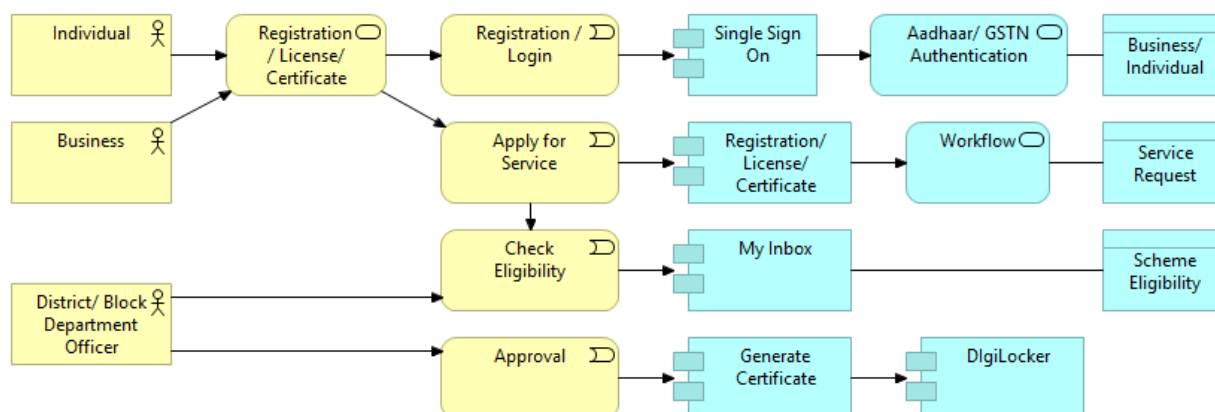 Individual
Registration
/ License/
Certificate
Registration /
Login
Single Sign
On
Aadhaar/ GSTN
Authentication
Business/
Individual
Business
Apply for
Service
Registration/
License/
Certificate
Workflow
Service
Request
Check
Eligibility
My Inbox
Scheme
Eligibility
District/ Block
Department
Officer
Approval
Generate
Certificate
DIgiLocker